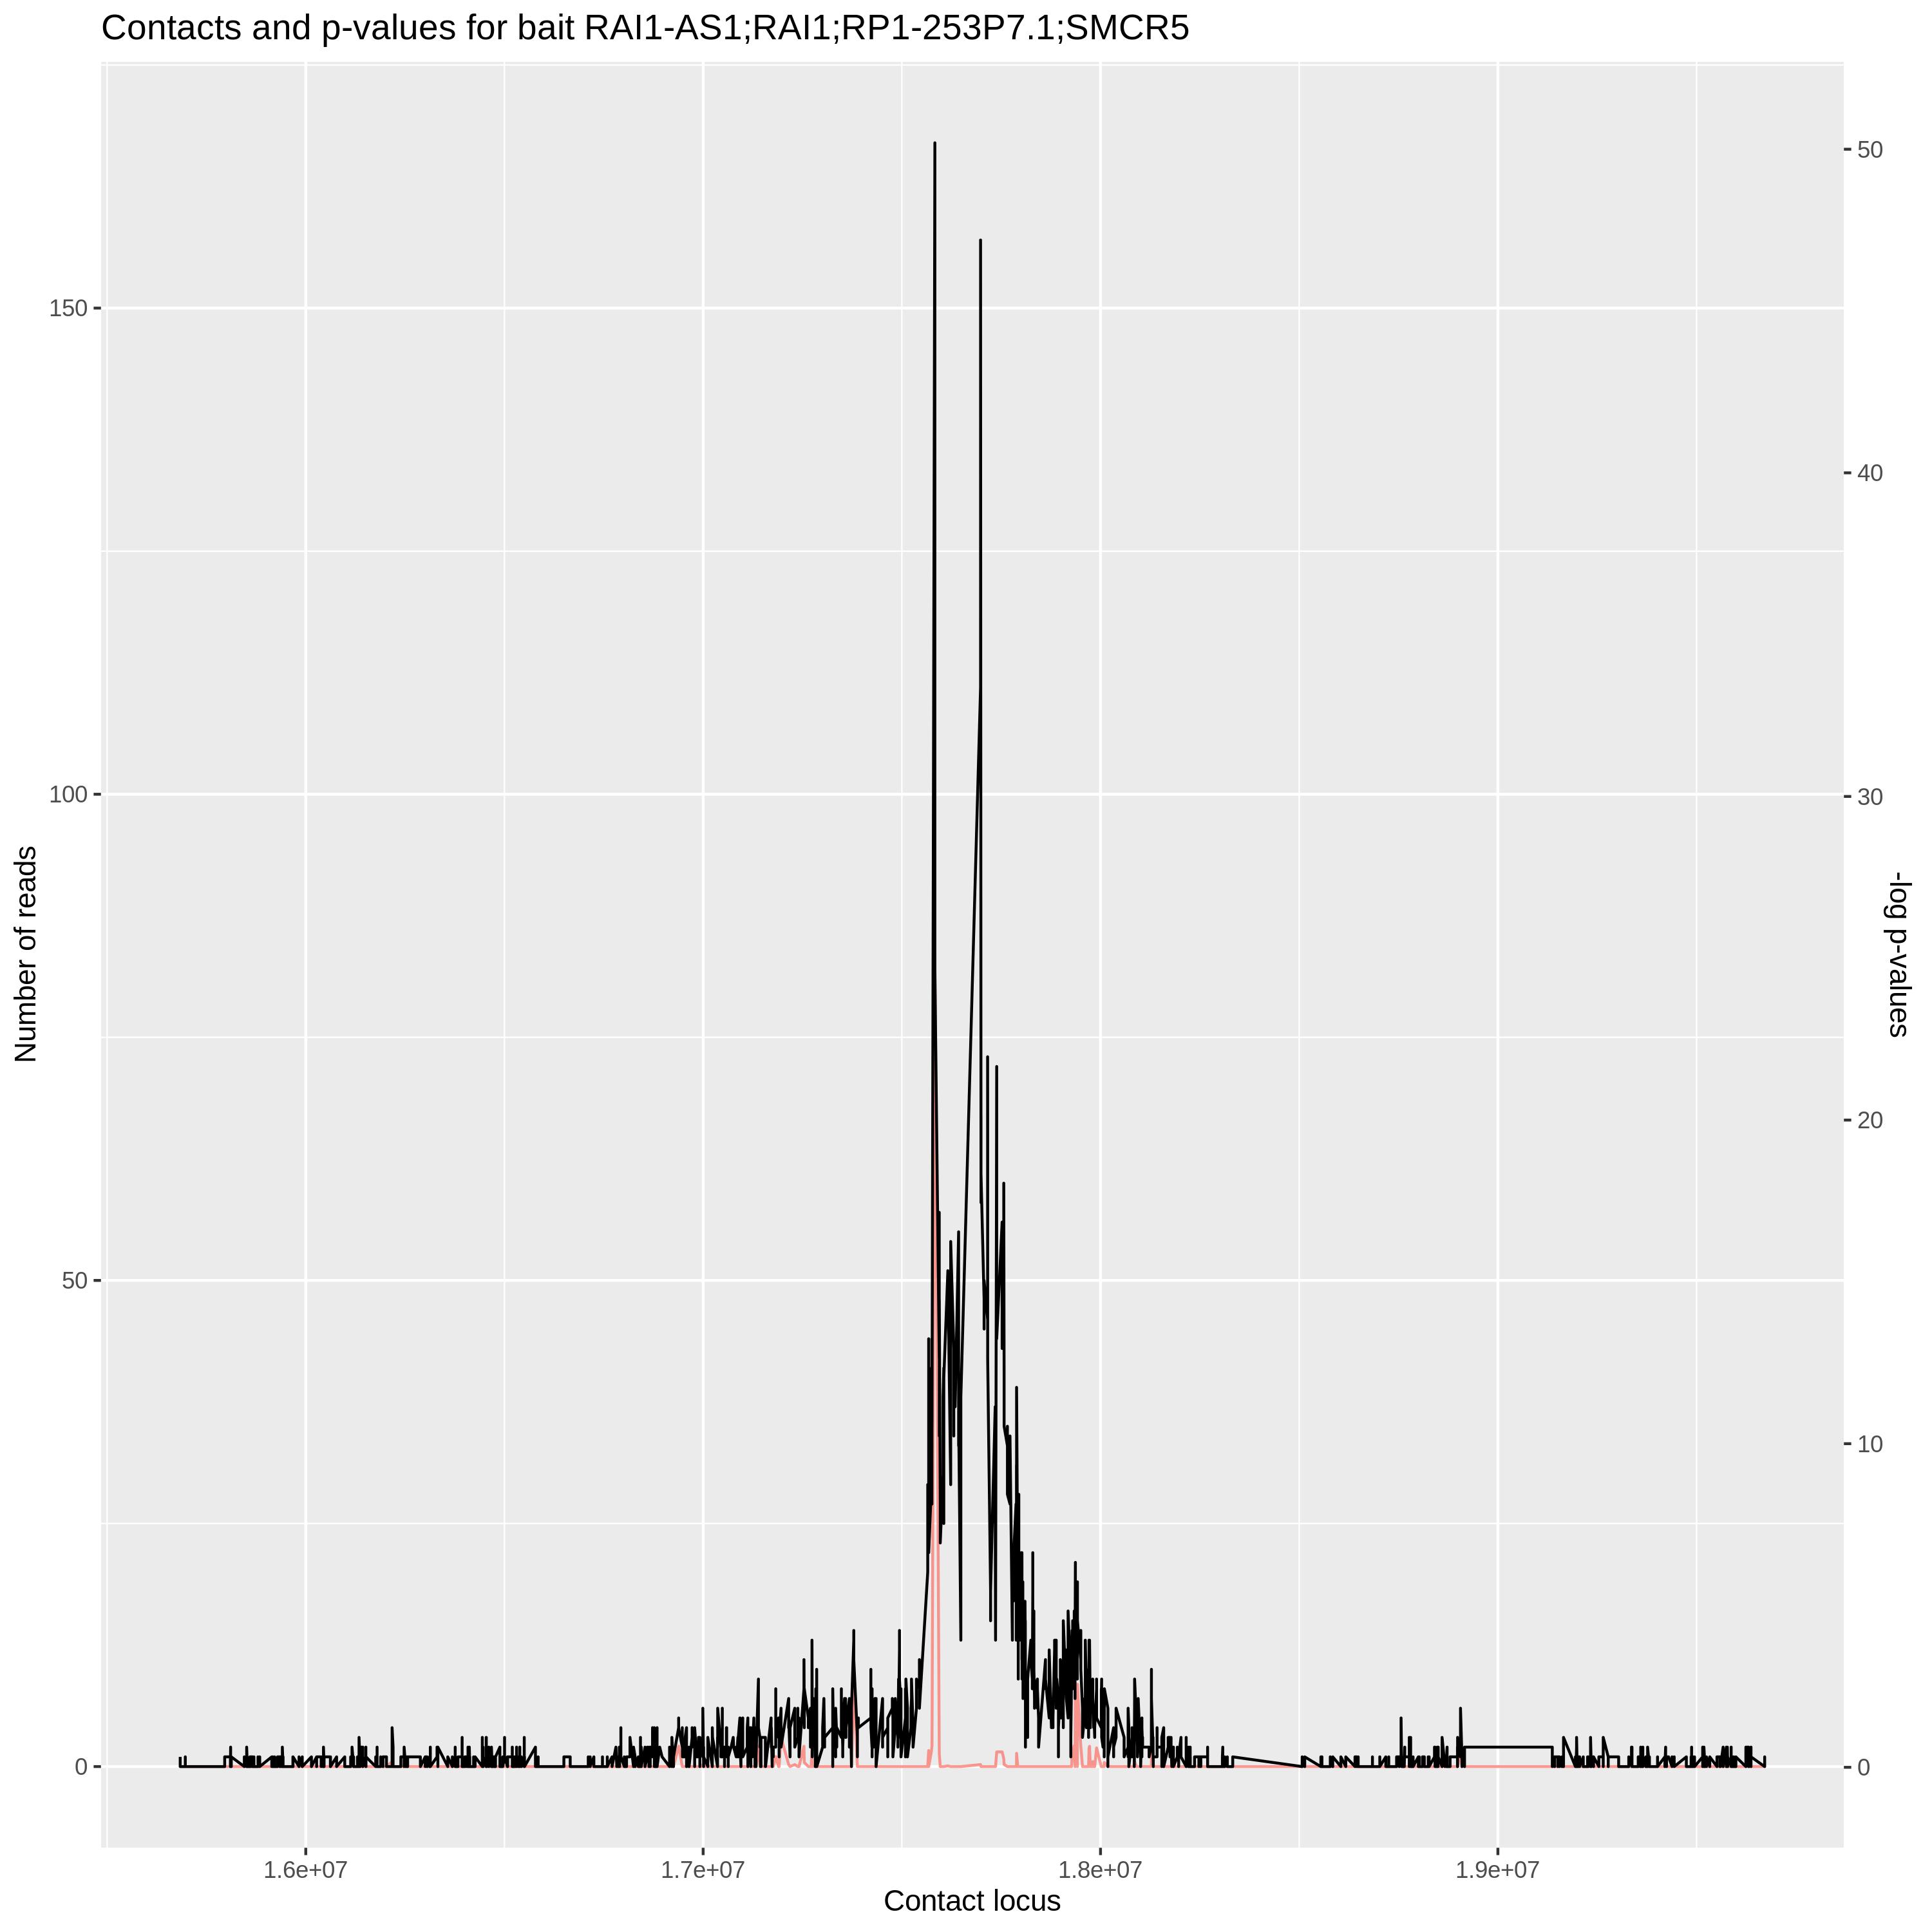 Contacts and p-values for bait RAI1-AS1;RAI1;RP1-253P7.1;SMCR5
Number of reads
150
100
50
0
50
40
30
20
10
0
-log p-values
1.6e+07
1.7e+07
1.8e+07
1.9e+07
Contact locus